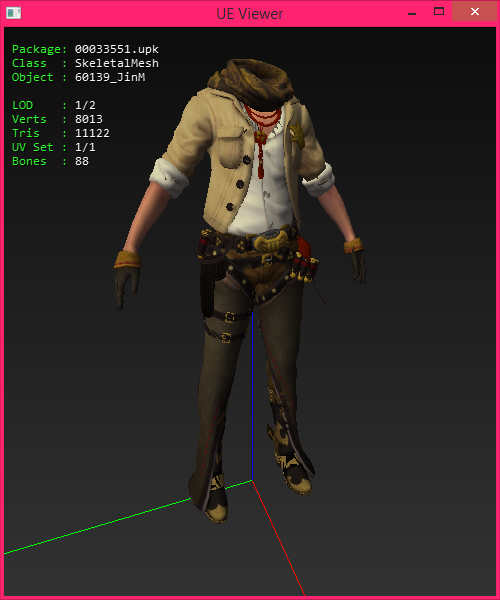 UE Viewer
Package: 00033551.upk
Class : SkeletalMesh
Object : 60139_JinM
LOD : 1/2
Verts : 8013
Tris : 11122
UV Set : 1/1
Bones : 88